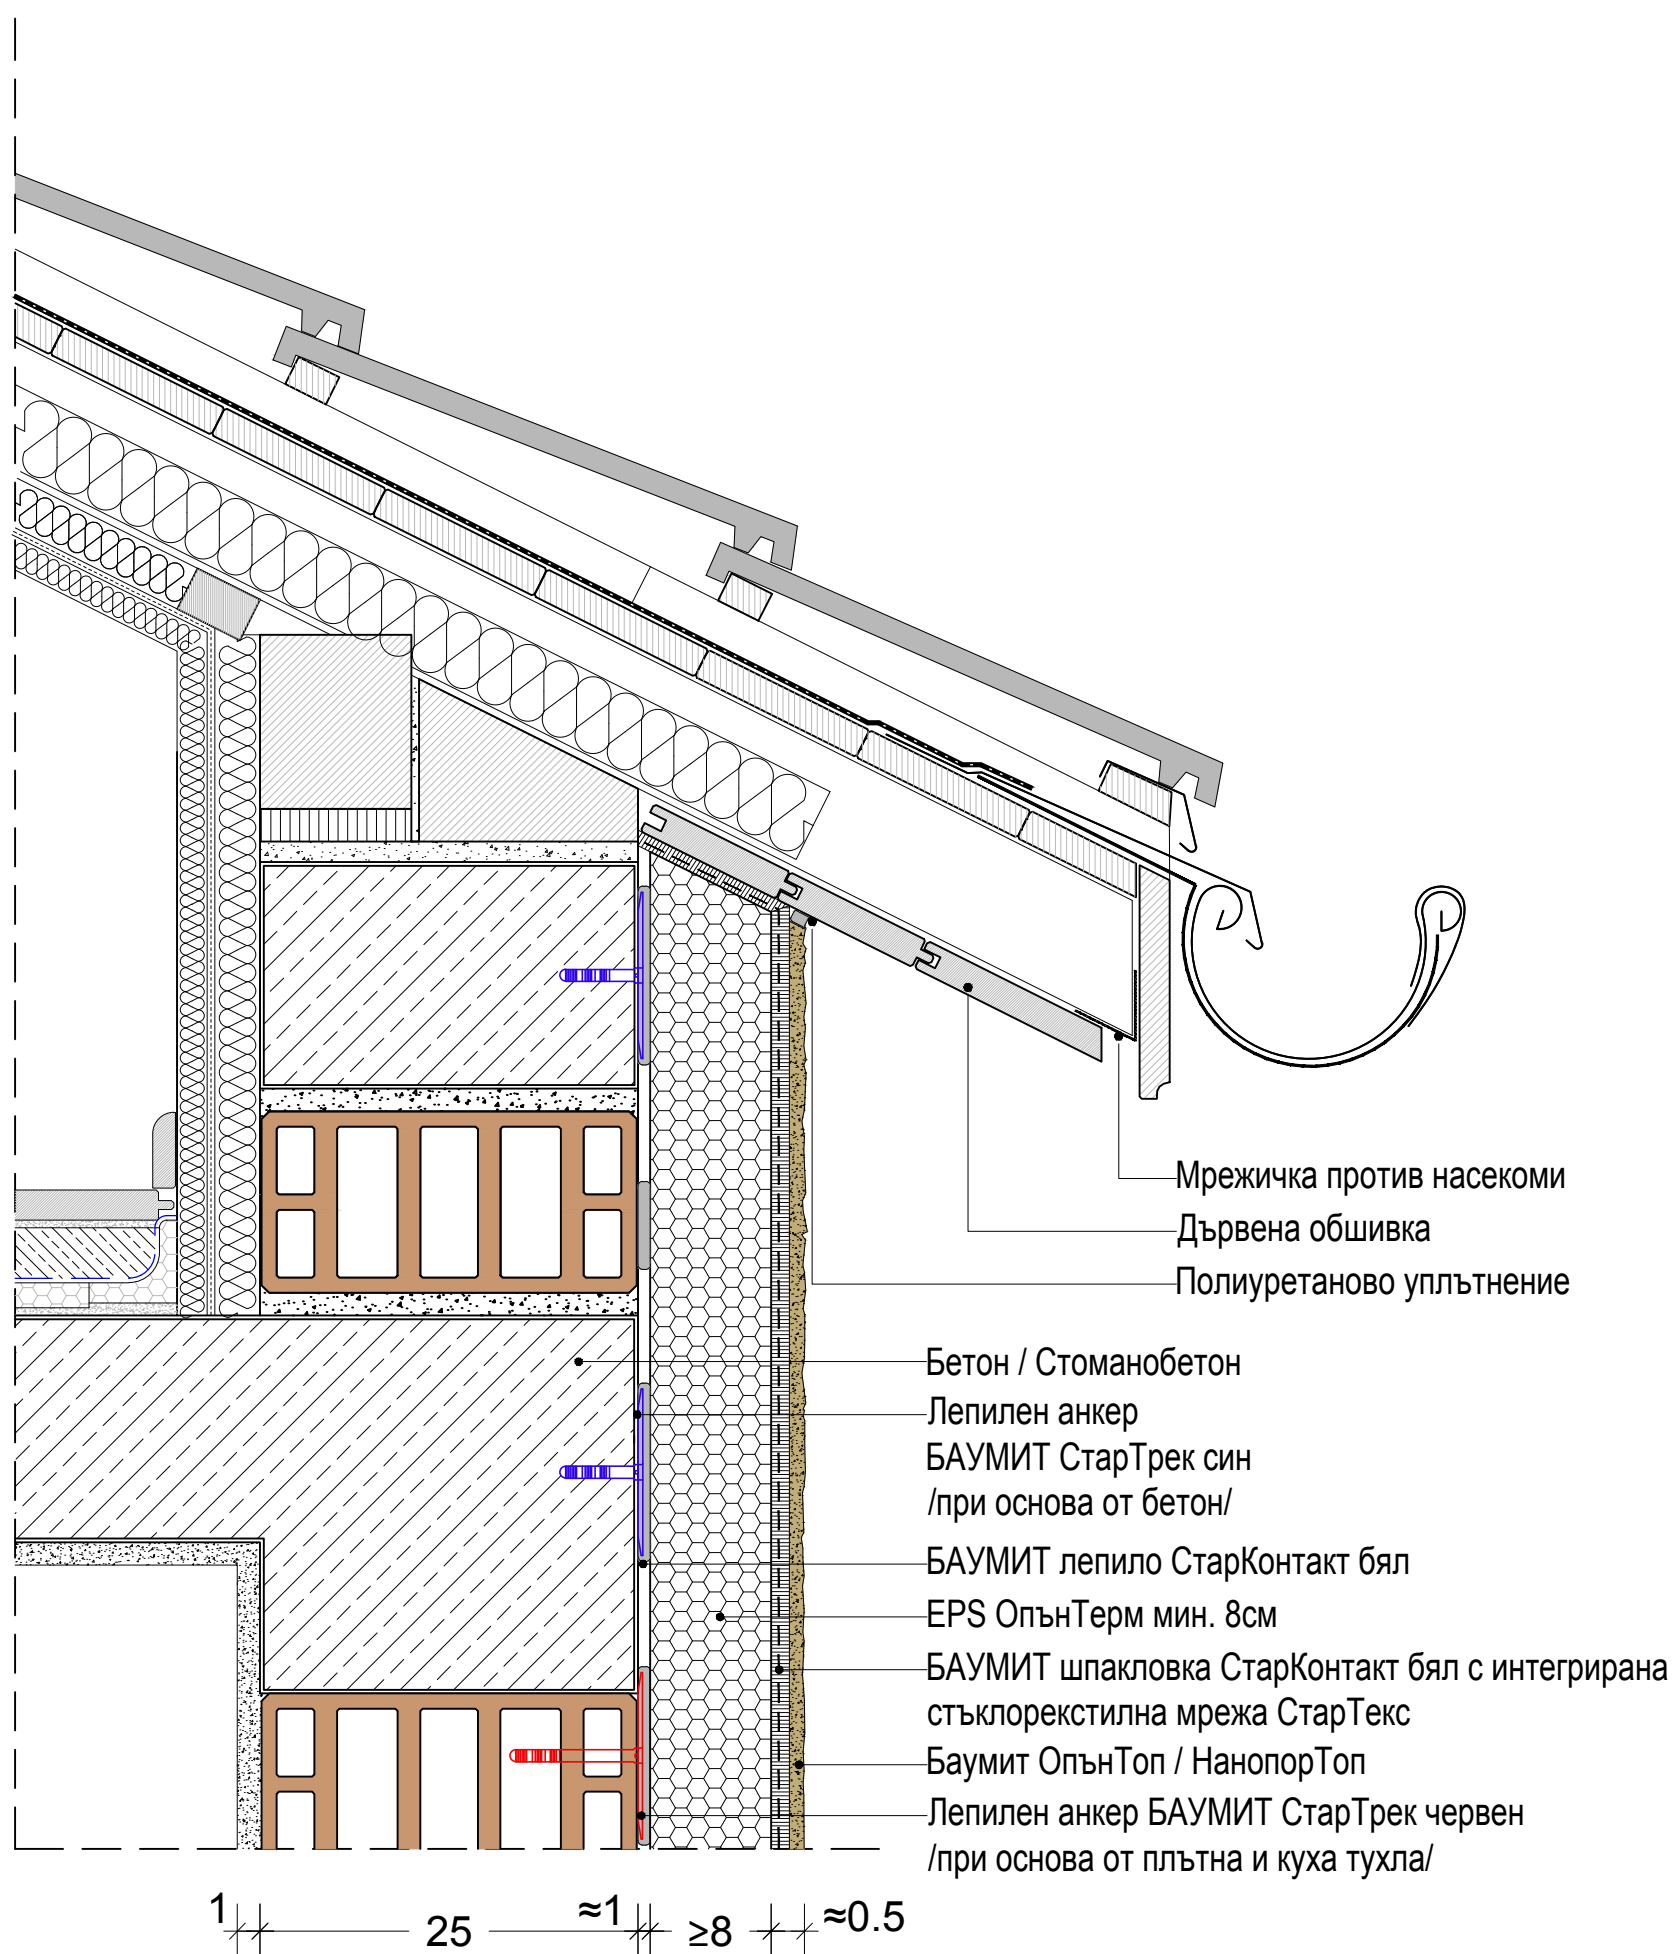 Мрежичка против насекоми
Дървена обшивка
Полиуретаново уплътнение
Бетон / Стоманобетон
Лепилен анкер
БАУМИТ СтарТрек син
/при основа от бетон/
БАУМИТ лепило СтарКонтакт бял
EPS ОпънТерм мин. 8см
БАУМИТ шпакловка СтарКонтакт бял с интегрирана
стъклорекстилна мрежа СтарТекс
Баумит ОпънТоп / НанопорТоп
Лепилен анкер БАУМИТ СтарТрек червен
/при основа от плътна и куха тухла/
1 25 ≈1 ≥8 ≈0.5